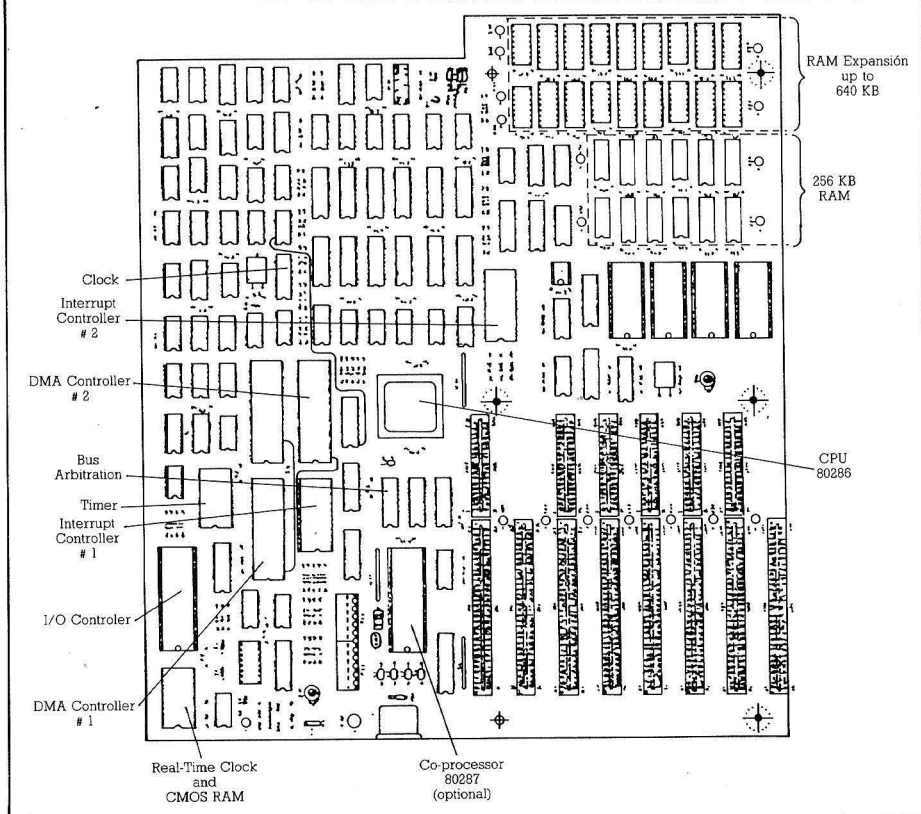 RAM Expansión
up to
640 KB
256 KB
RAM
Clock
Interrupt
Controller
# 2
DMA Controller
# 2
Bus
Arbitration
Timer
Interrupt
Controller
# 1
I/O Controler
DMA Controller
# 1
Real-Time Clock
and
CMOS RAM
Co-processor
80287
(optional)
CPU
80286